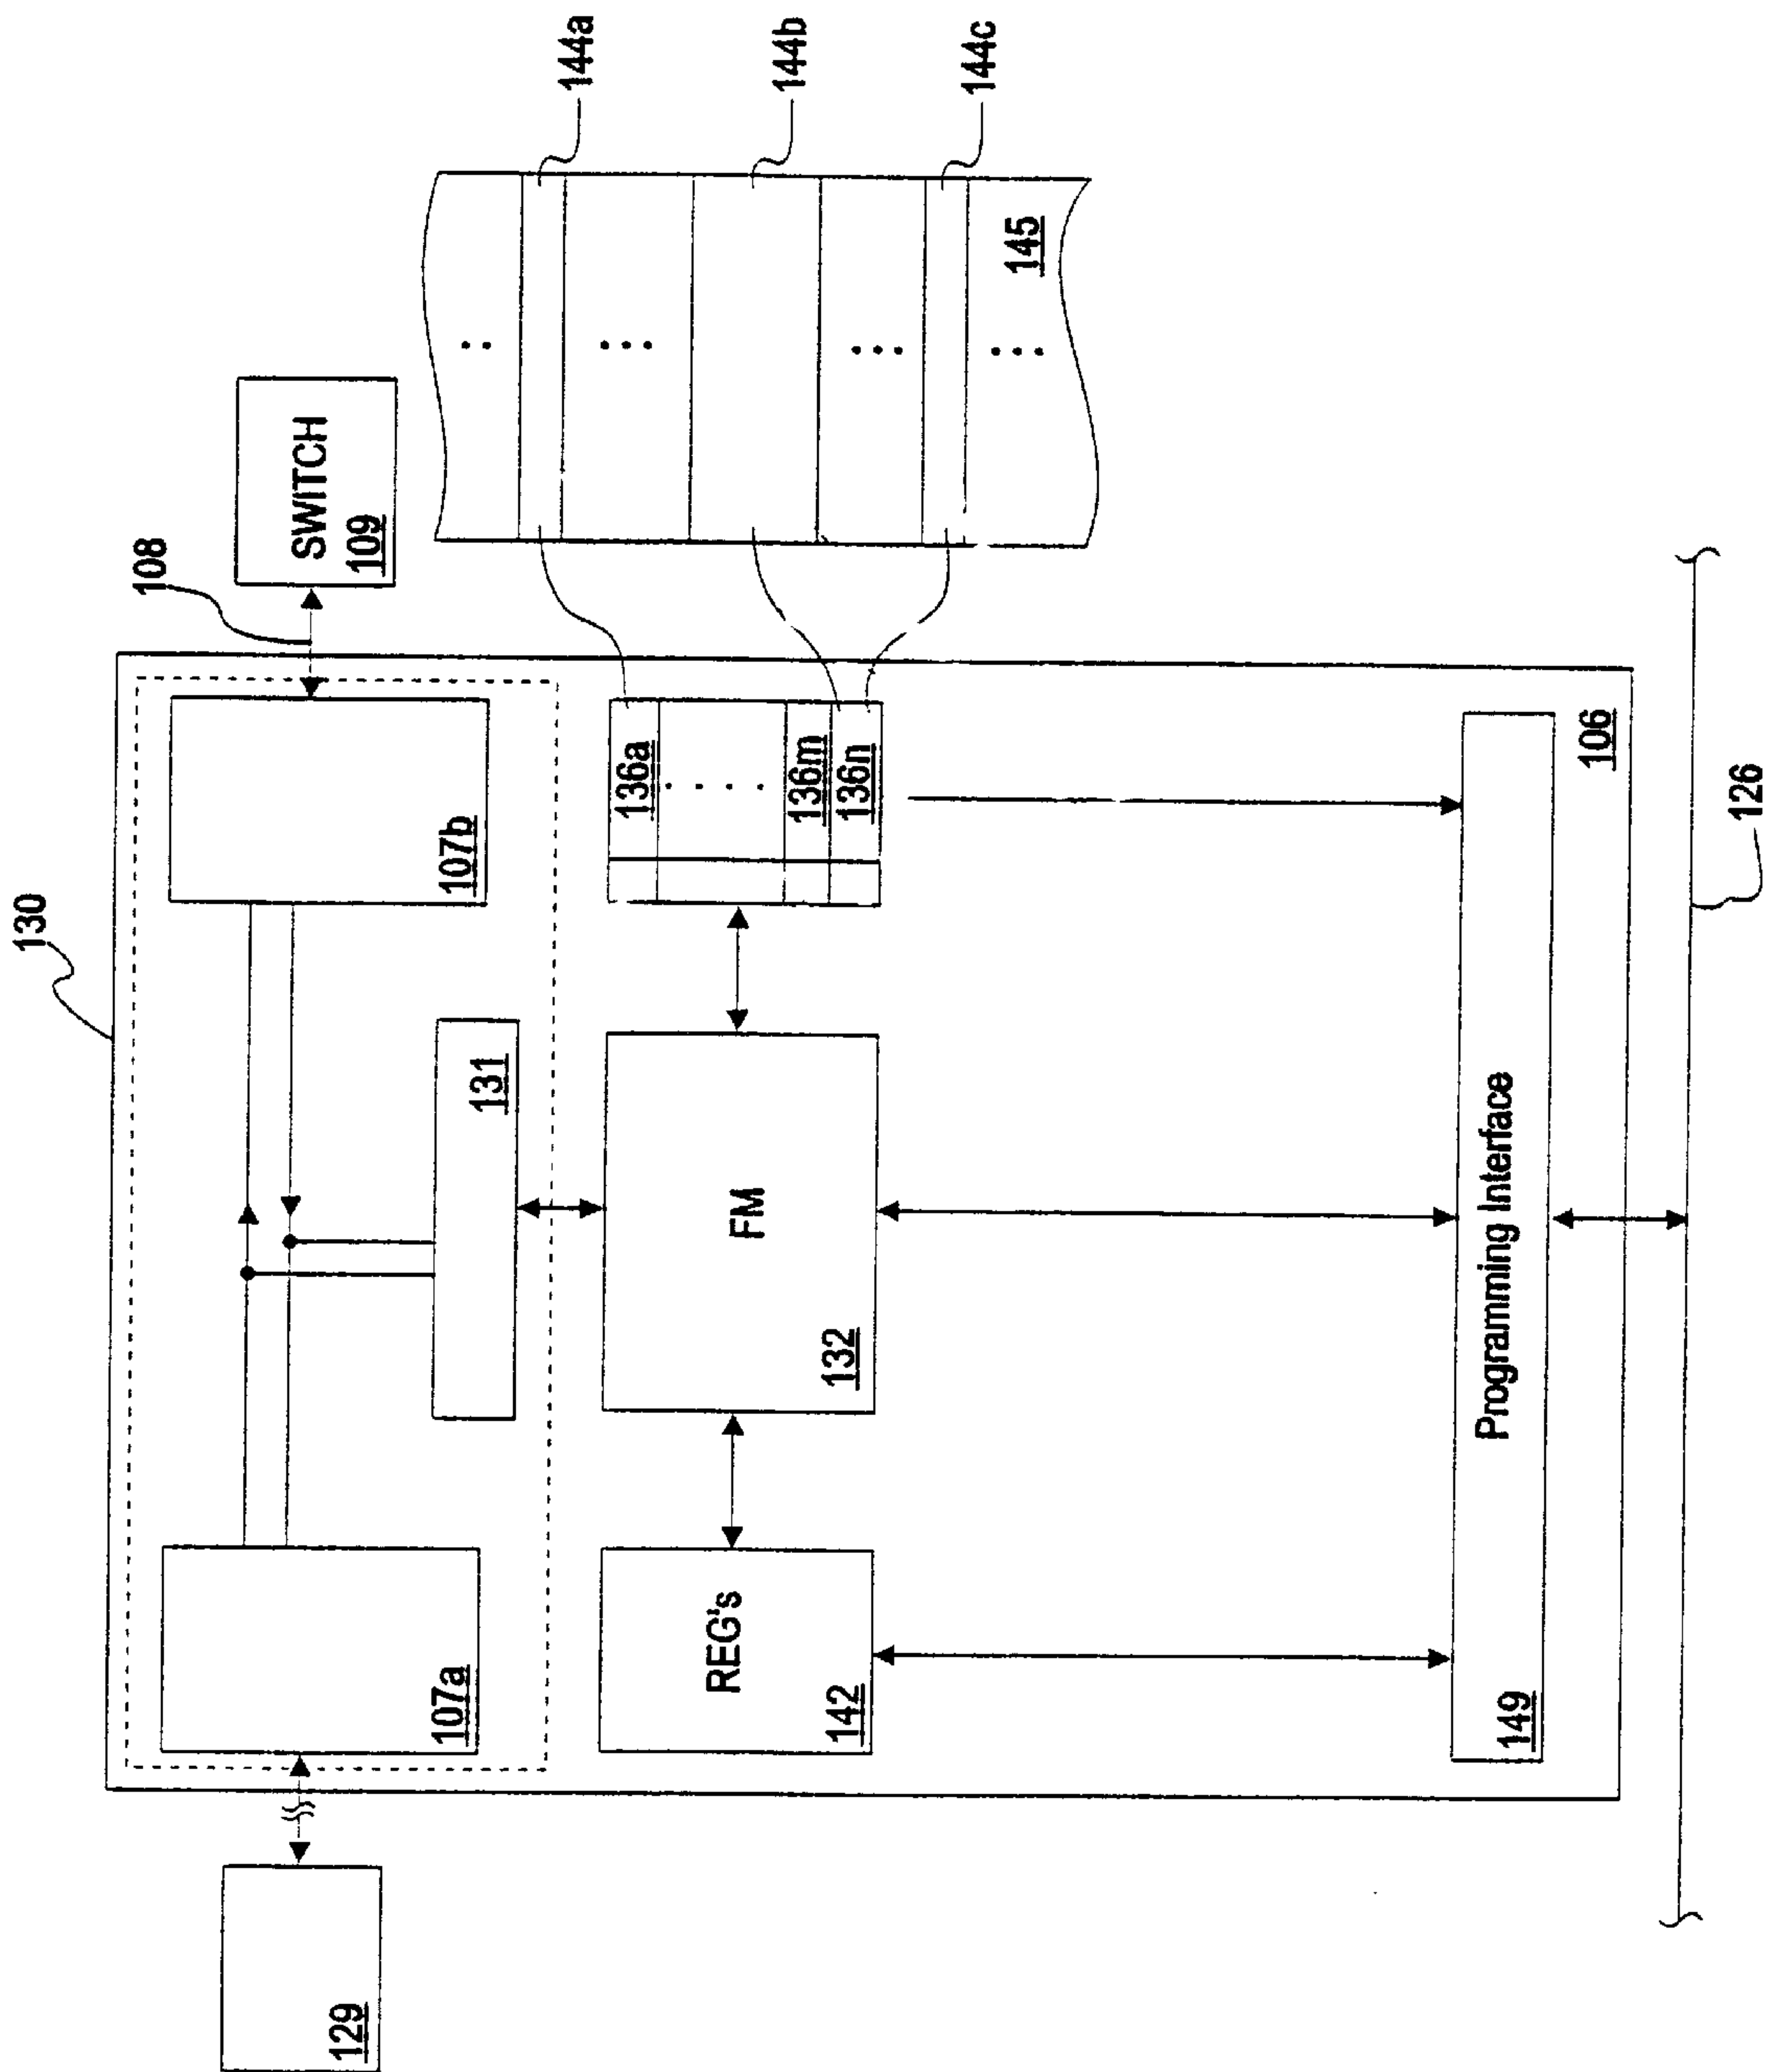 130
108
129
107a
107b
SWITCH
109
131
144a
144b
144c
REG's
142
FM
132
136a
. . . .
136m
136n
..
...
...
...
145
Programming Interface
149
106
126